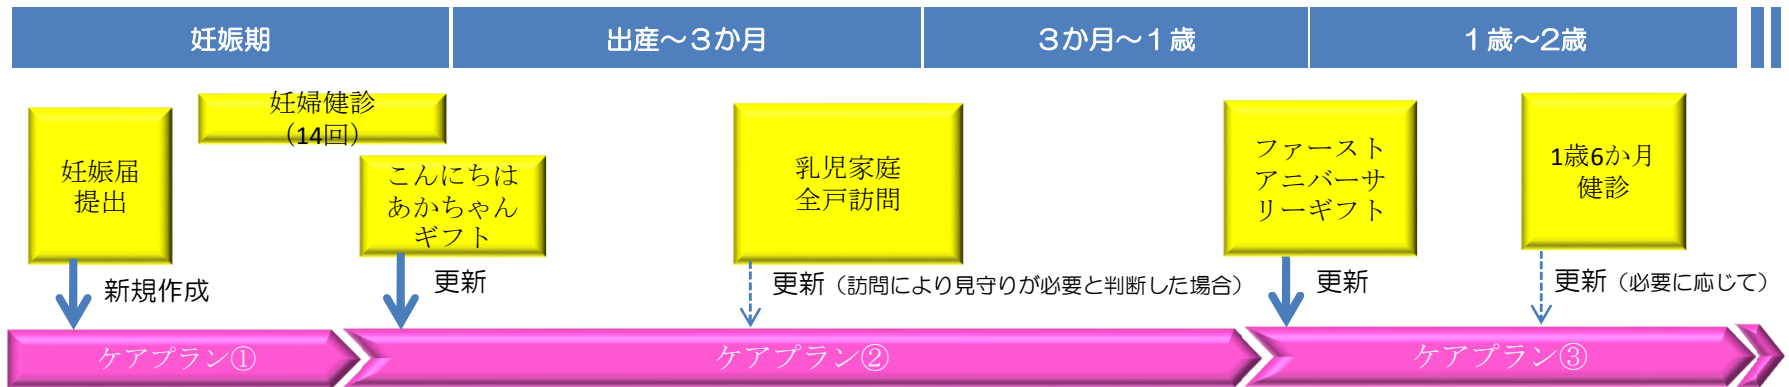 妊娠期
出産～３か月
３か月～１歳
１歳～2歳
妊娠届
提出
妊婦健診
（14回）
こんにちは
あかちゃん
ギフト
乳児家庭
全戸訪問
ファースト
アニバーサ
リーギフト
1歳6か月
健診
新規作成
更新
更新（訪問により見守りが必要と判断した場合）
更新
更新（必要に応じて）
ケアプラン①
ケアプラン②
ケアプラン③